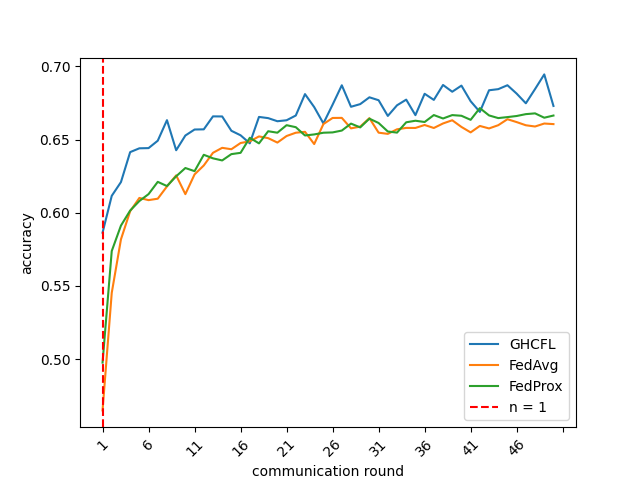 0.70
0.65
0.60
0.55
0.50
accuracy
1
6
11
16
21
26
31
36
41
46
communication round
GHCFL
FedAvg
FedProx
n = 1